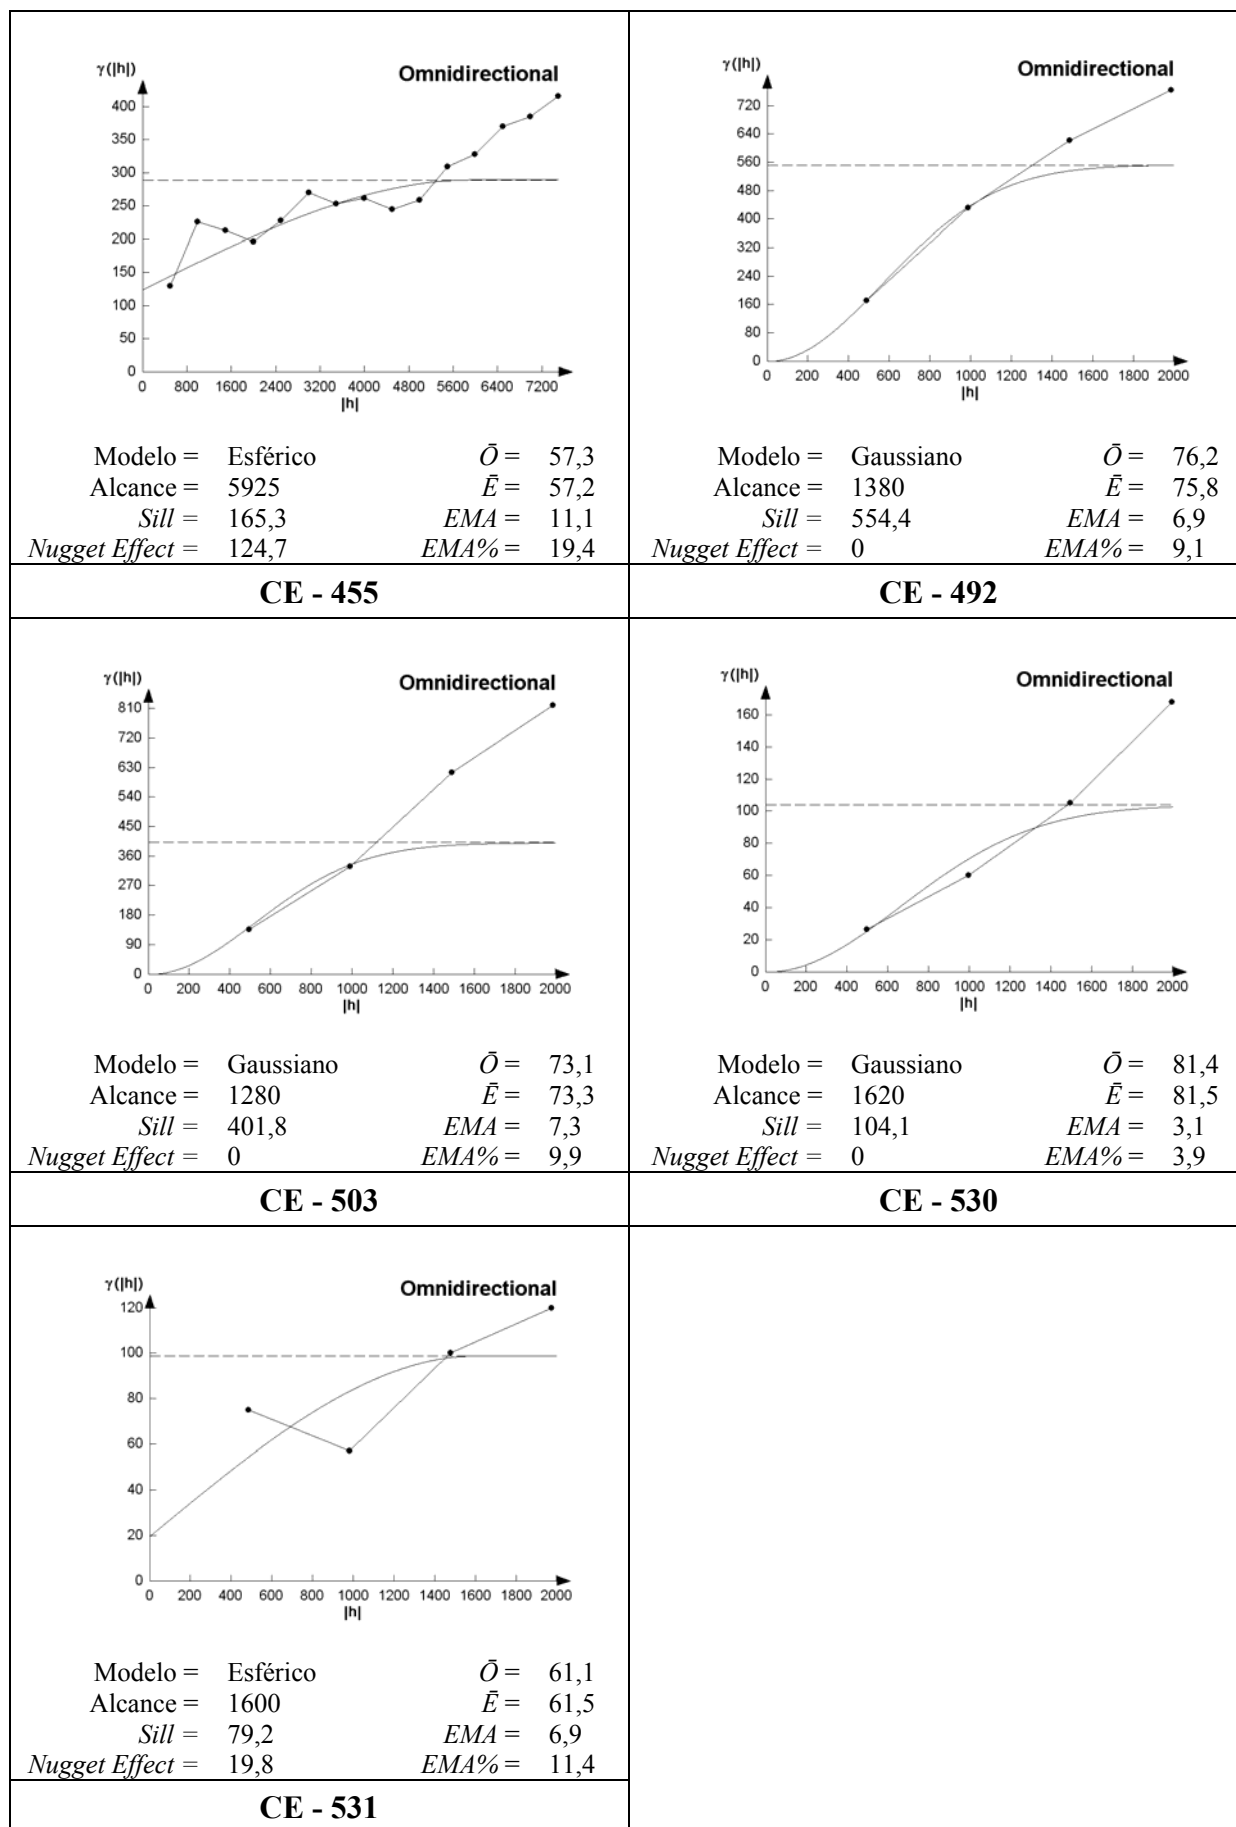 γ(|h|)
Omnidirectional
400
350
300
250
200
150
100
50
0
0 800 1600 2400 3200 4000 4800 5600 6400 7200
|h|
Modelo = Esférico Ō = 57,3
Alcance = 5925 Ē = 57,2
Sill = 165,3 EMA = 11,1
Nugget Effect = 124,7 EMA% = 19,4
CE - 455
γ(|h|)
Omnidirectional
720
640
560
480
400
320
240
160
80
0
0 200 400 600 800 1000 1200 1400 1600 1800 2000
|h|
Modelo = Gaussiano Ō = 76,2
Alcance = 1380 Ē = 75,8
Sill = 554,4 EMA = 6,9
Nugget Effect = 0 EMA% = 9,1
CE - 492
γ(|h|)
Omnidirectional
810
720
630
540
450
360
270
180
90
0
0 200 400 600 800 1000 1200 1400 1600 1800 2000
|h|
Modelo = Gaussiano Ō = 73,1
Alcance = 1280 Ē = 73,3
Sill = 401,8 EMA = 7,3
Nugget Effect = 0 EMA% = 9,9
CE - 503
γ(|h|)
Omnidirectional
160
140
120
100
80
60
40
20
0
0 200 400 600 800 1000 1200 1400 1600 1800 2000
|h|
Modelo = Gaussiano Ō = 81,4
Alcance = 1620 Ē = 81,5
Sill = 104,1 EMA = 3,1
Nugget Effect = 0 EMA% = 3,9
CE - 530
γ(|h|)
Omnidirectional
120
100
80
60
40
20
0
0 200 400 600 800 1000 1200 1400 1600 1800 2000
|h|
Modelo = Esférico Ō = 61,1
Alcance = 1600 Ē = 61,5
Sill = 79,2 EMA = 6,9
Nugget Effect = 19,8 EMA% = 11,4
CE - 531